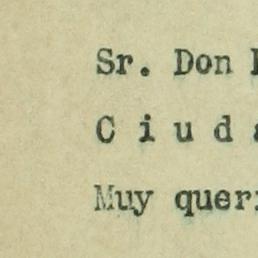 Sr. Don
C i u d
Muy quer